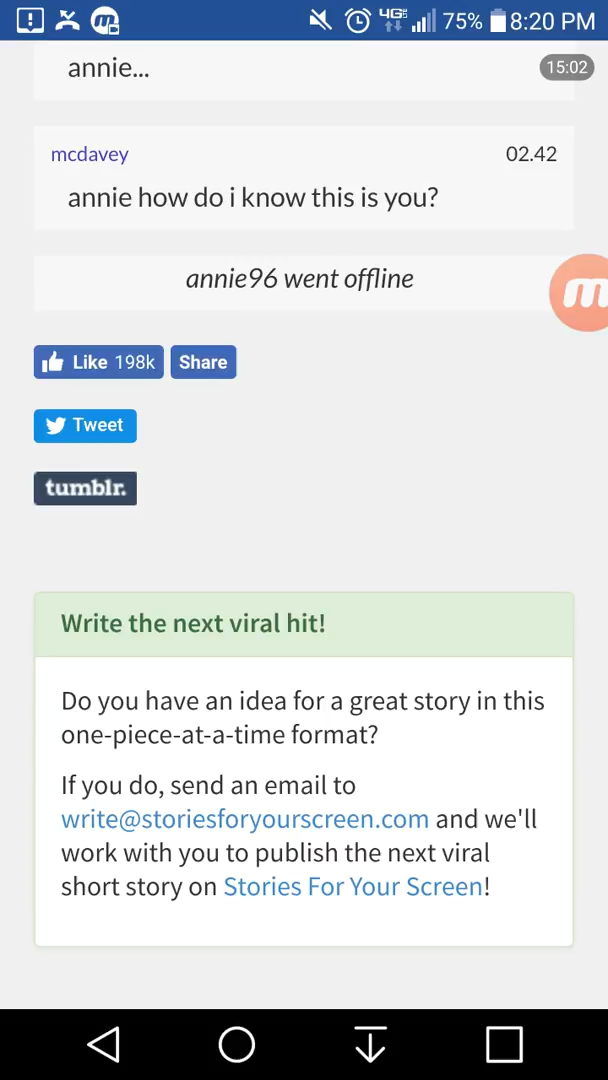 4G 75% 8:20 PM
annie...
15:02
mcdavey 02.42
annie how do i know this is you?
annie96 went offline
m
Like 198k Share
Tweet
tumblr.
Write the next viral hit!
Do you have an idea for a great story in this
one-piece-at-a-time format?
If you do, send an email to
write@storiesforyourscreen.com and we'll
work with you to publish the next viral
short story on Stories For Your Screen!